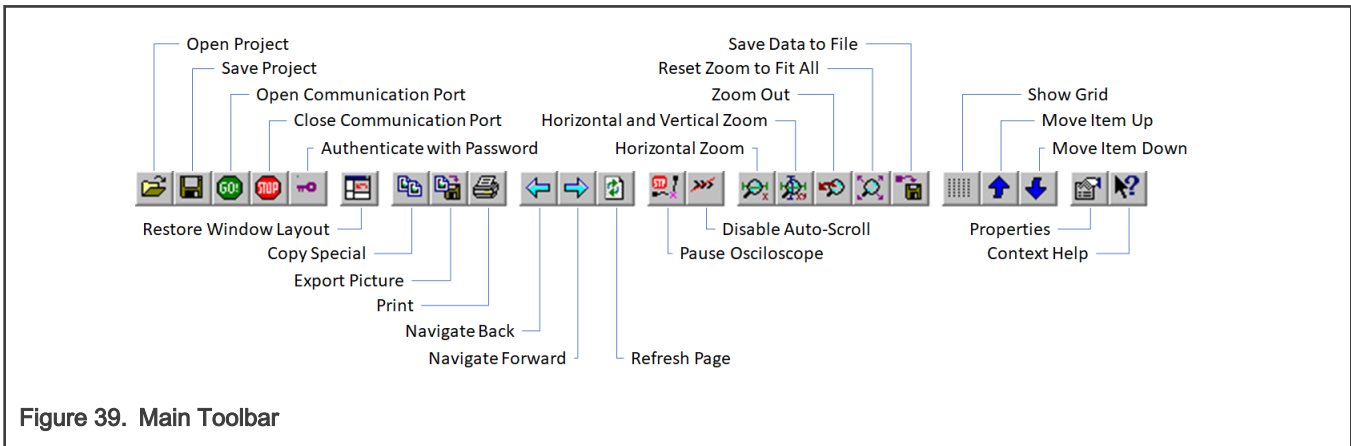 Open Project
Save Data to File
Save Project
Reset Zoom to Fit All
Open Communication Port
Zoom Out
Show Grid
Close Communication Port
Horizontal and Vertical Zoom
Move Item Up
Authenticate with Password
Horizontal Zoom
Move Item Down
GO!
STOP
X
XY
?
Restore Window Layout
Disable Auto-Scroll
Properties
Copy Special
Pause Osciloscope
Context Help
Export Picture
Print
Navigate Back
Navigate Forward
Refresh Page
Figure 39. Main Toolbar